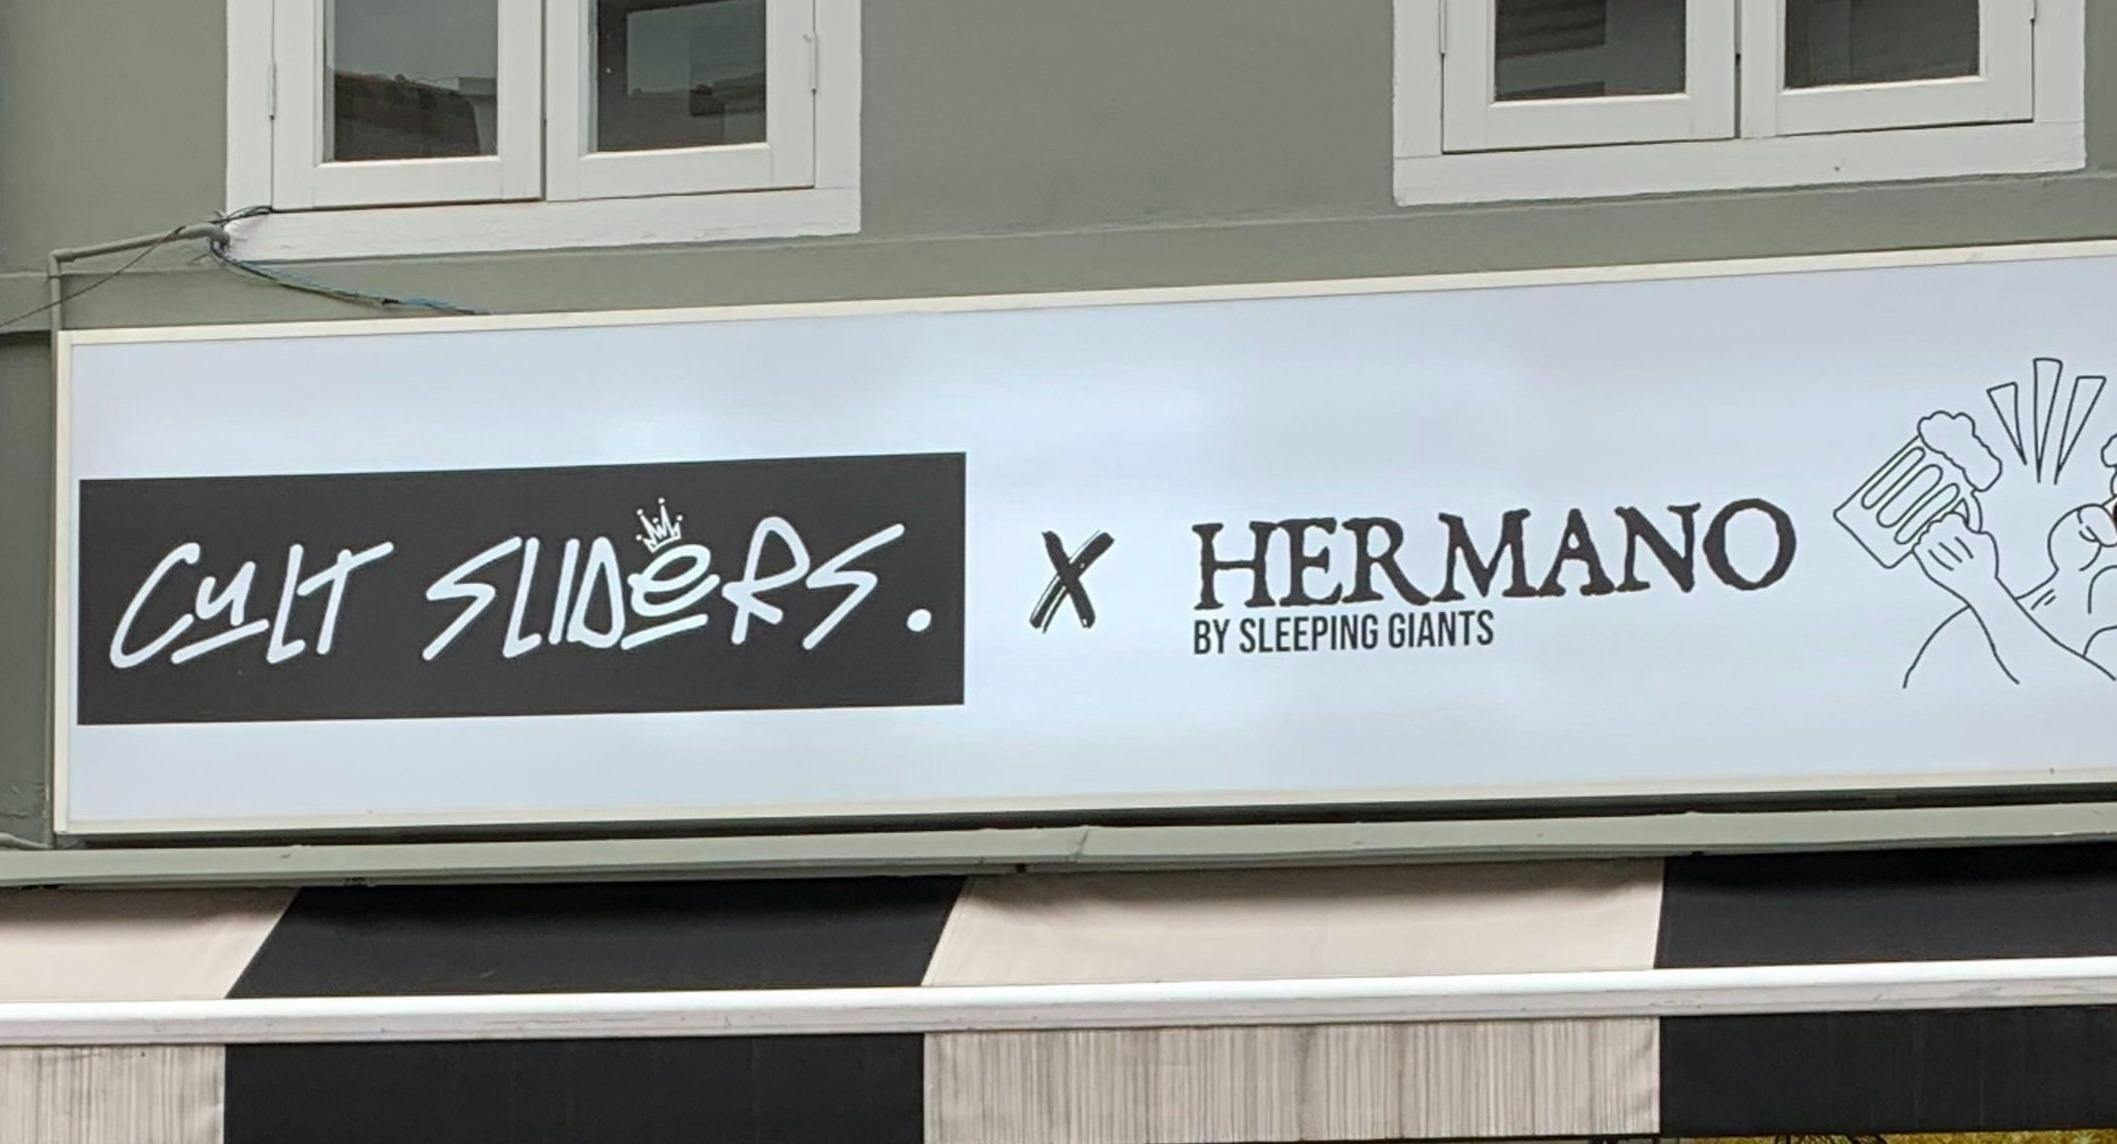 CuLT SLIDeRS.
X
HERMANO
BY SLEEPING GIANTS